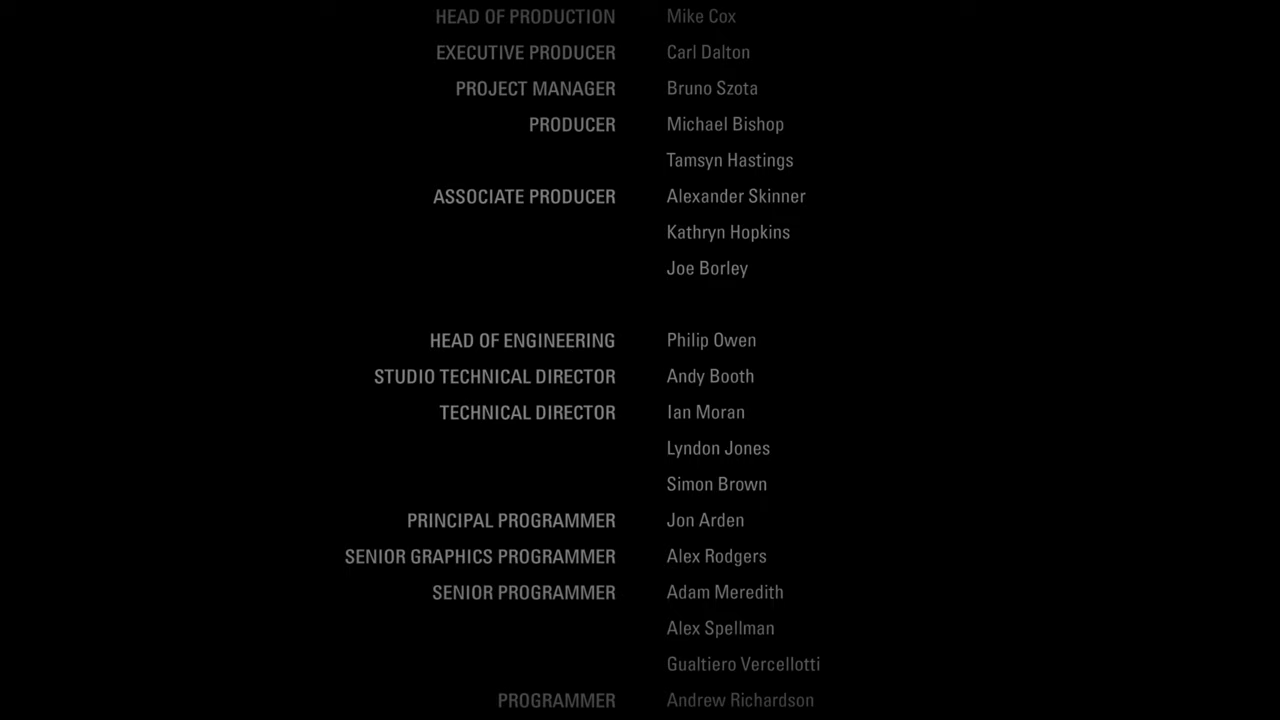 HEAD OF PRODUCTION Mike Cox
EXECUTIVE PRODUCER Carl Dalton
PROJECT MANAGER Bruno Szota
PRODUCER Michael Bishop
Tamsyn Hastings
ASSOCIATE PRODUCER Alexander Skinner
Kathryn Hopkins
Joe Borley
HEAD OF ENGINEERING Philip Owen
STUDIO TECHNICAL DIRECTOR Andy Booth
TECHNICAL DIRECTOR Ian Moran
Lyndon Jones
Simon Brown
PRINCIPAL PROGRAMMER Jon Arden
SENIOR GRAPHICS PROGRAMMER Alex Rodgers
SENIOR PROGRAMMER Adam Meredith
Alex Spellman
Gualtiero Vercellotti
PROGRAMMER Andrew Richardson